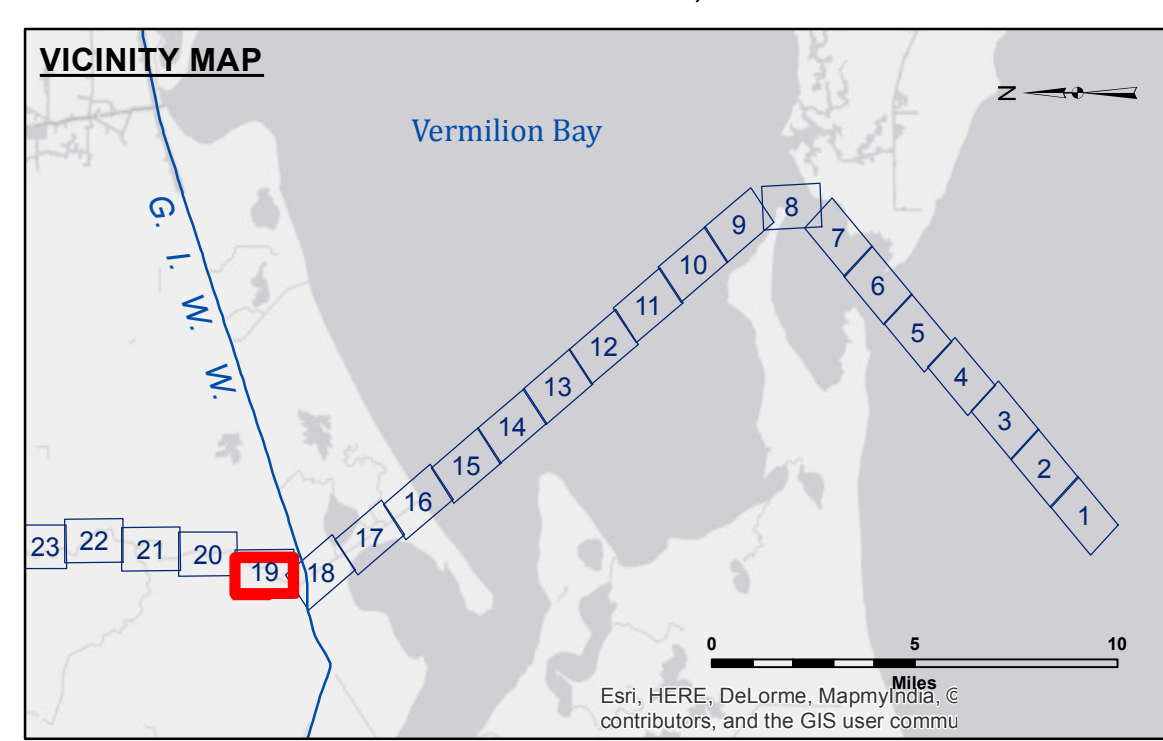 VICINITY MAP
N
Vermilion Bay
G. I. W. W.
8
9
7
10
6
11
5
12
4
13
3
14
2
15
1
16
17
23
22
21
20
19
18
0 5 10
Miles
Esri, HERE, DeLorme, MapmyIndia, ©
contributors, and the GIS user commu